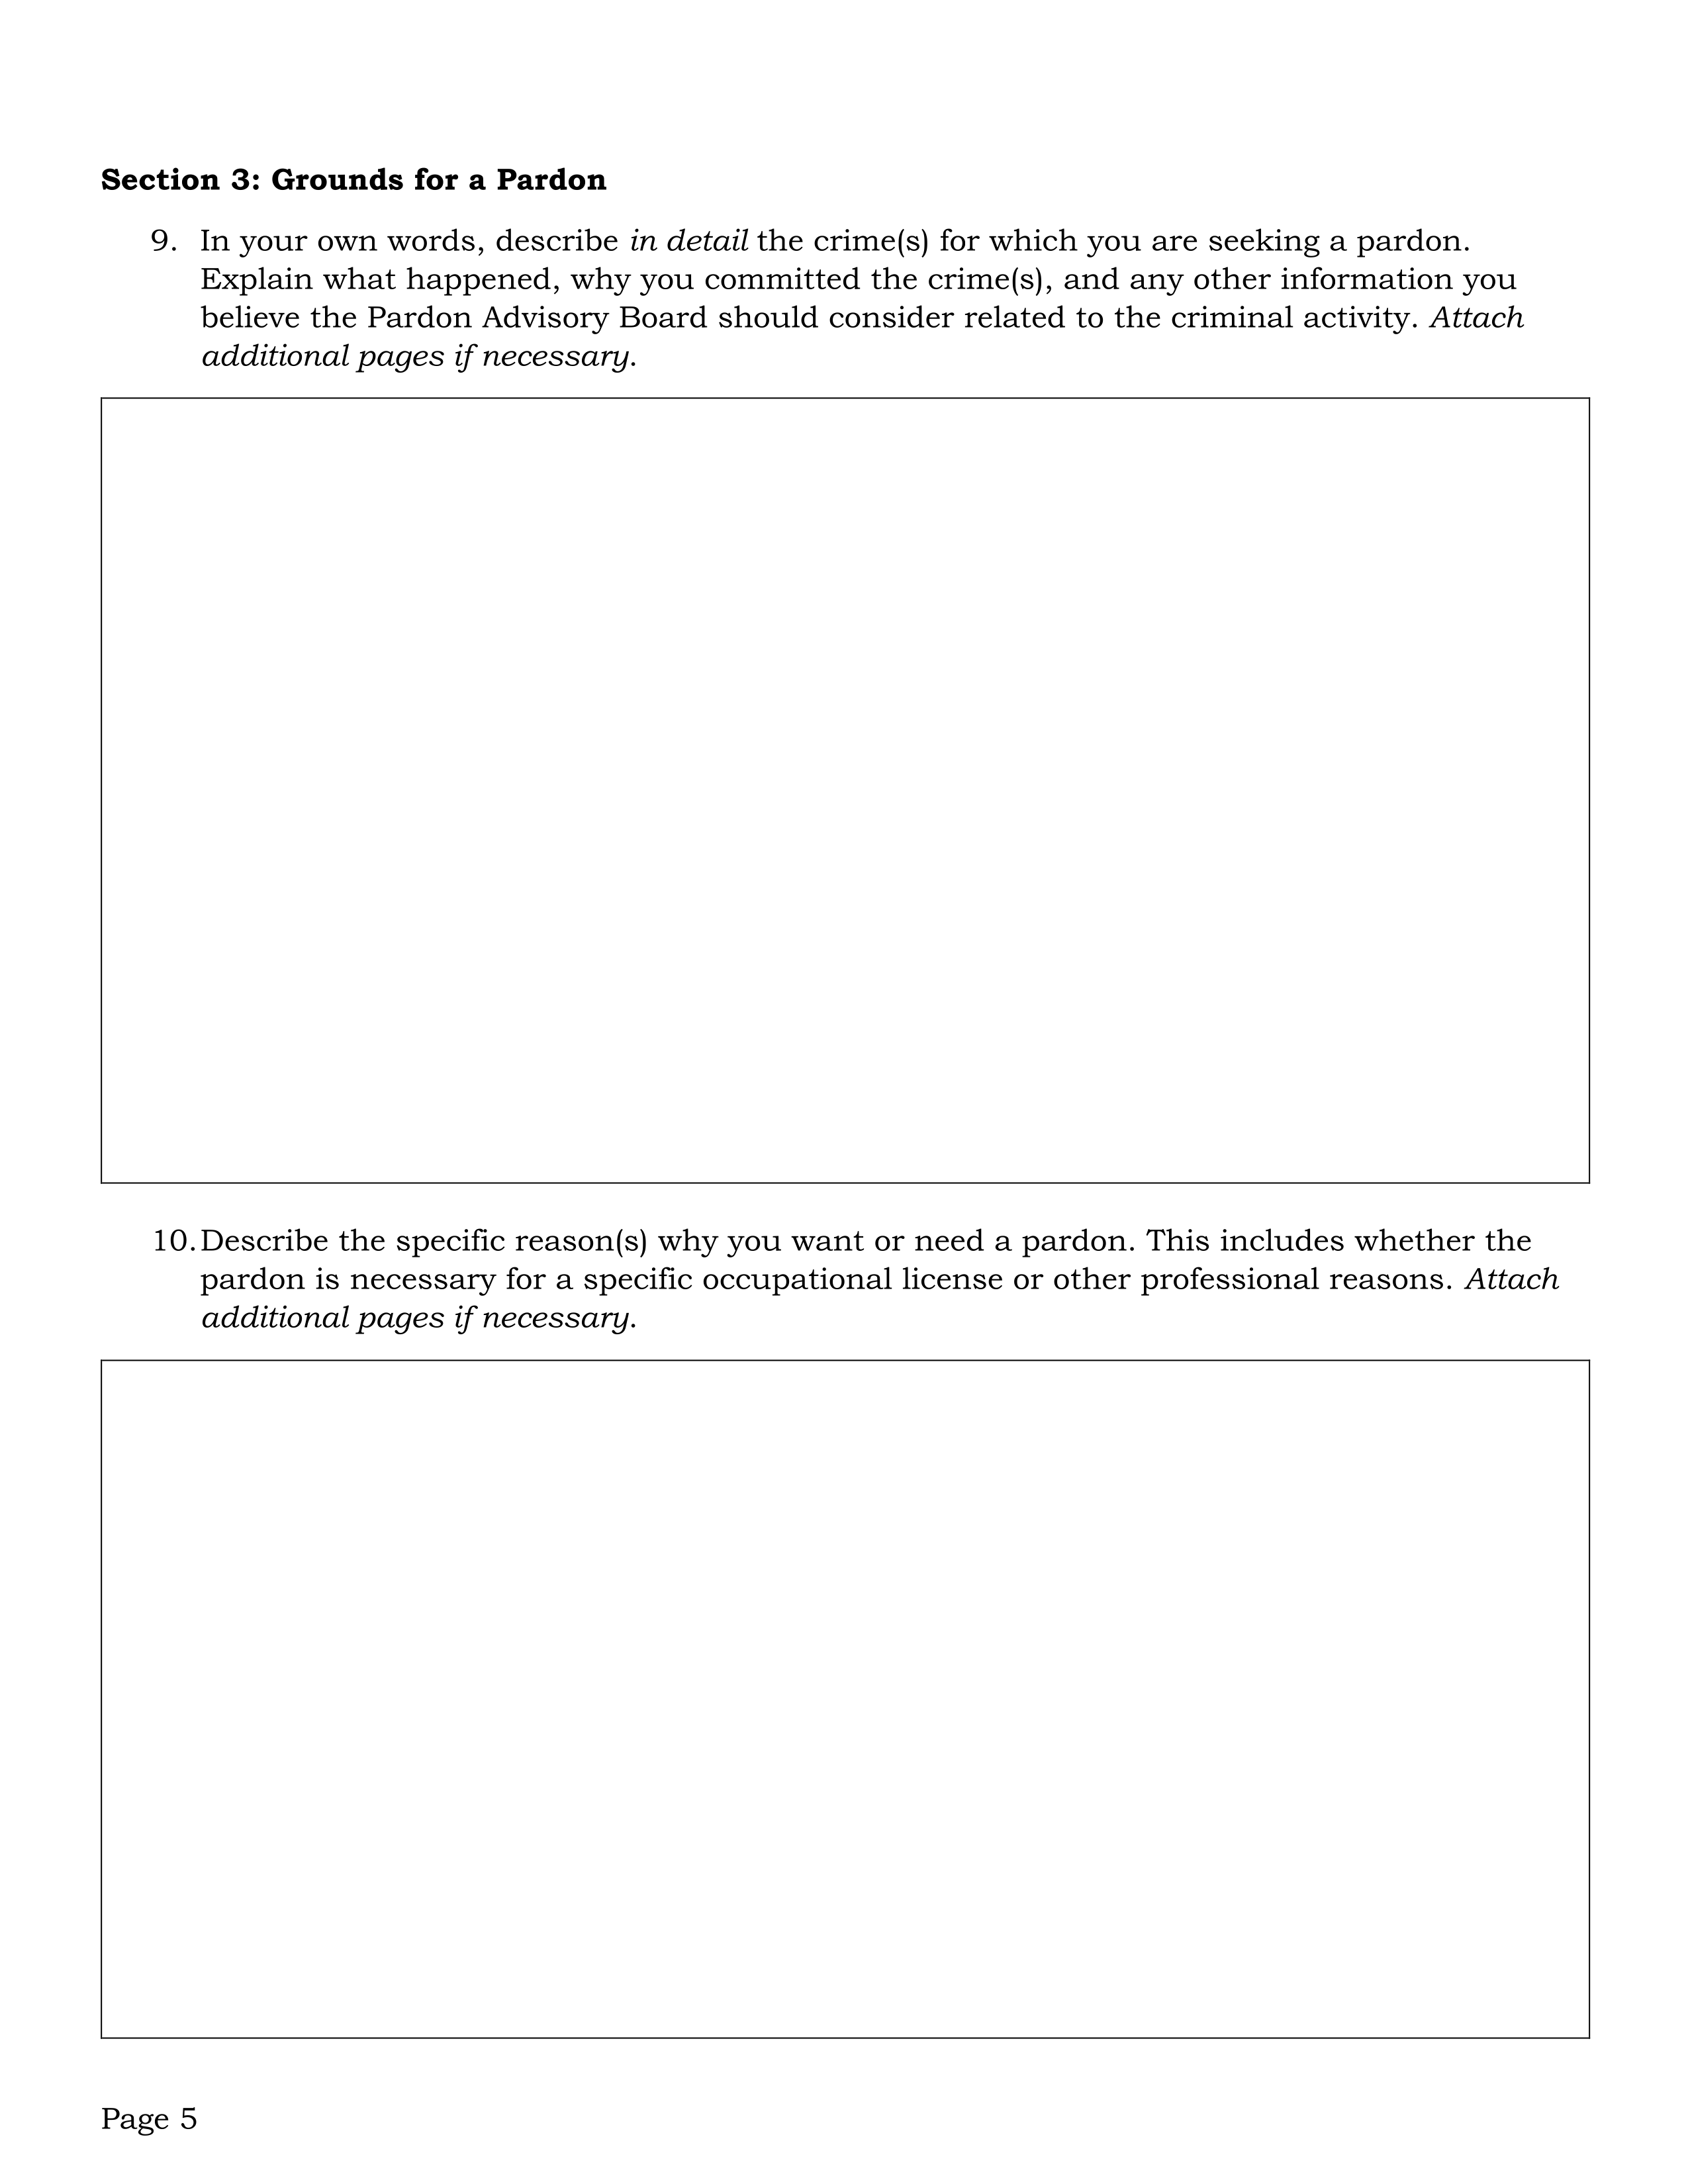 Section 3: Grounds for a Pardon
9. In your own words, describe in detail the crime(s) for which you are seeking a pardon.
Explain what happened, why you committed the crime(s), and any other information you
believe the Pardon Advisory Board should consider related to the criminal activity. Attach
additional pages if necessary.
10. Describe the specific reason(s) why you want or need a pardon. This includes whether the
pardon is necessary for a specific occupational license or other professional reasons. Attach
additional pages if necessary.
Page 5